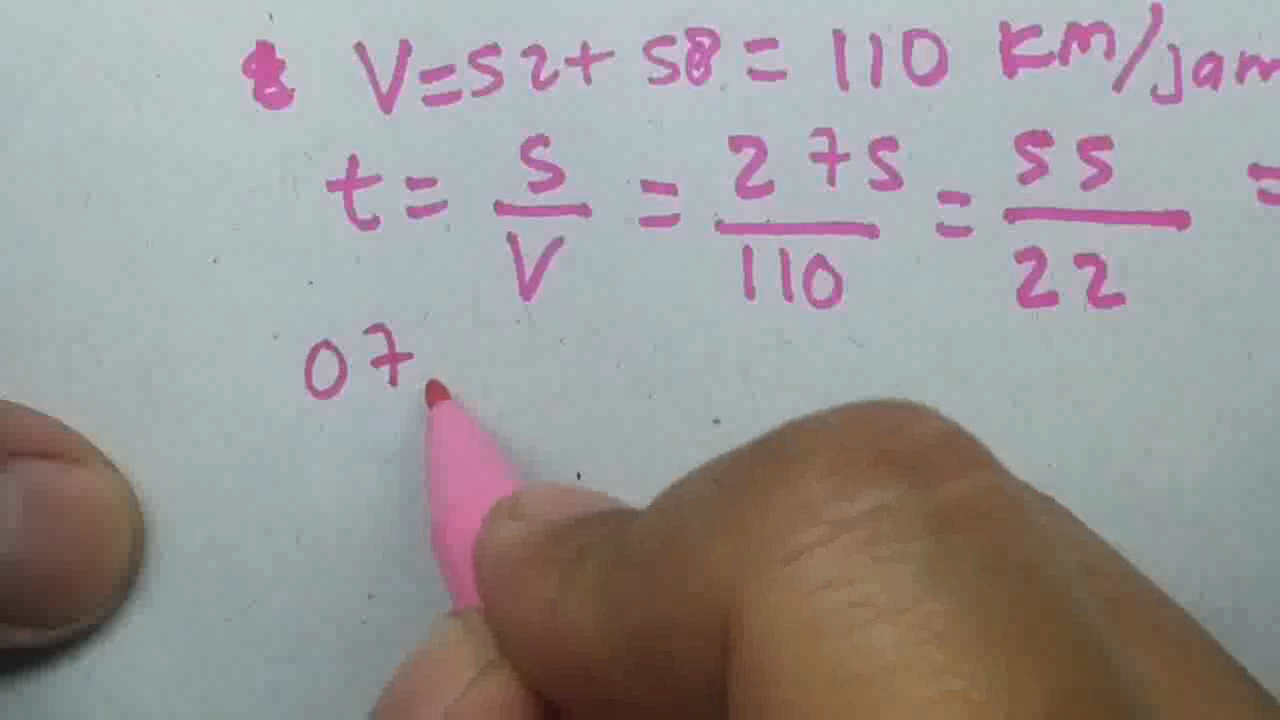 V=52+58=110 km/jam
t= S/V = 275/110 = 55/22 =
07